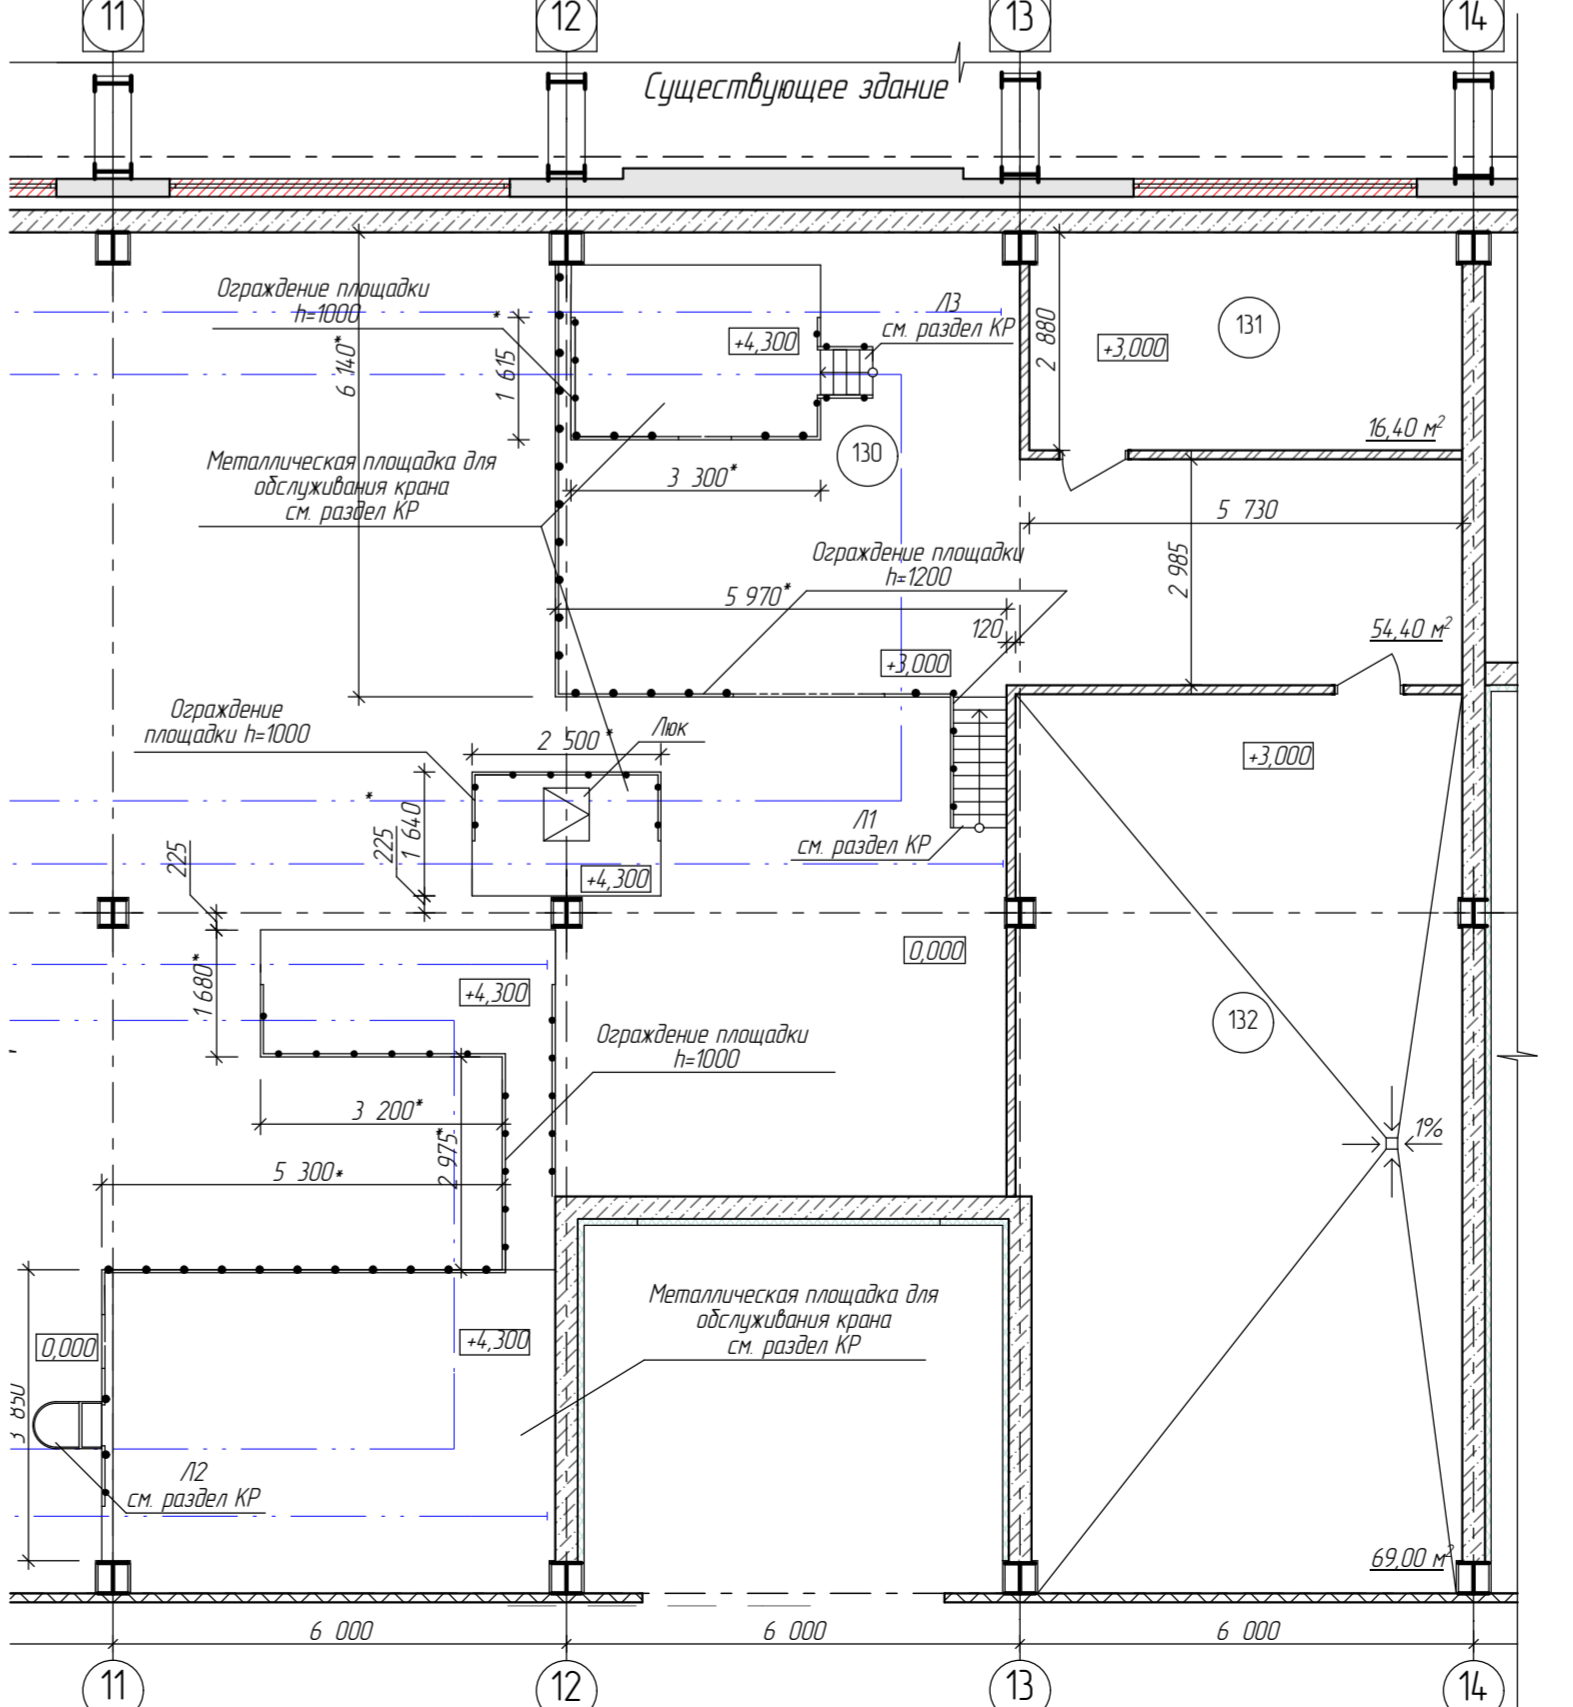 11
12
13
14
Существующее здание
Ограждение площадки
h=1000
*
1 615
6 140*
+4,300
Л3
см. раздел КР
2 880
+3,000
131
16,40 м²
130
Металлическая площадка для
обслуживания крана
см. раздел КР
3 300*
5 730
2 985
Ограждение площадки
h=1200
5 970*
120
+3,000
54,40 м²
Ограждение
площадки h=1000
2 500*
Люк
+3,000
*
1 640
225
225
Л1
см. раздел КР
+4,300
0,000
1 680*
+4,300
132
Ограждение площадки
h=1000
3 200*
2 975*
5 300*
1%
Металлическая площадка для
обслуживания крана
см. раздел КР
0,000
+4,300
3 850
Л2
см. раздел КР
69,00 м²
6 000
6 000
6 000
11
12
13
14